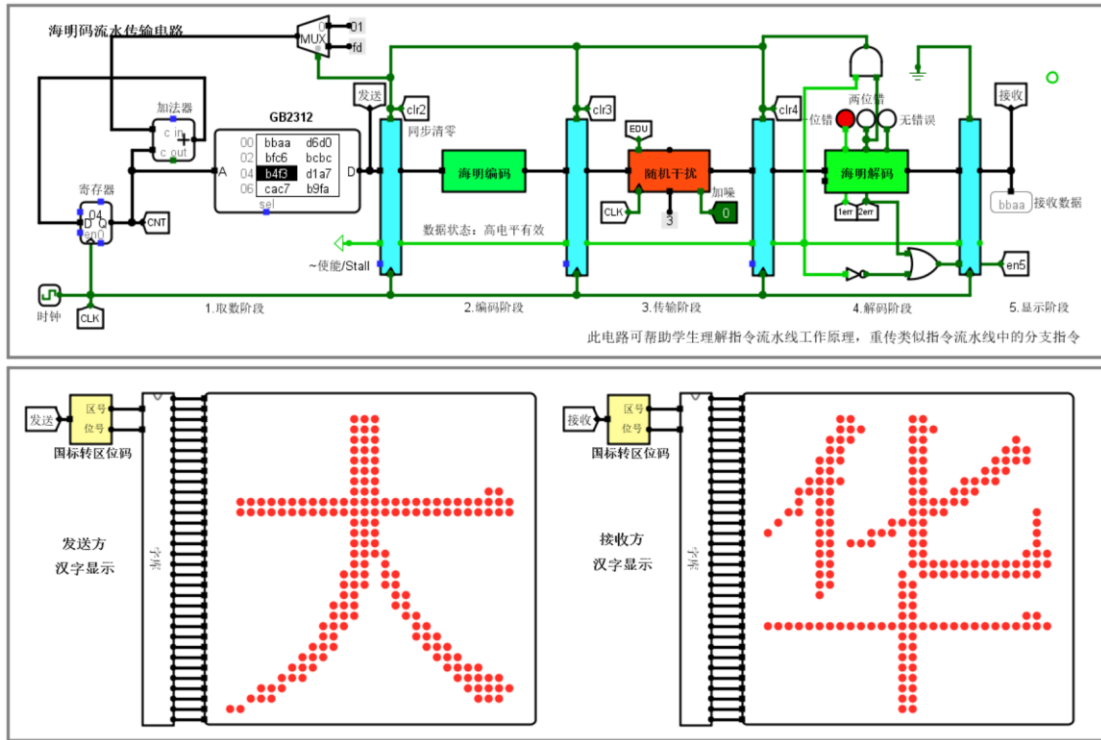 海明码流水传输电路
MUX
0
01
fd
加法器
c in
+
c out
寄存器
04
D Q
en0
CNT
GB2312
A
00 bbaa d6d0
02 bfc6 bcbc
04 b4f3 d1a7
06 cac7 b9fa
D
sel
发送
clr2
同步清零
海明编码
clr3
EDU
随机干扰
CLK
3
加噪
0
clr4
两位错
一位错
无错误
海明解码
1err
2err
接收
bbaa
接收数据
数据状态：高电平有效
~使能/Stall
en5
时钟
CLK
1.取数阶段
2.编码阶段
3.传输阶段
4.解码阶段
5.显示阶段
此电路可帮助学生理解指令流水线工作原理，重传类似指令流水线中的分支指令
发送
区号
位号
国标转区位码
发送方
汉字显示
字库
大
接收
区号
位号
国标转区位码
接收方
汉字显示
字库
华